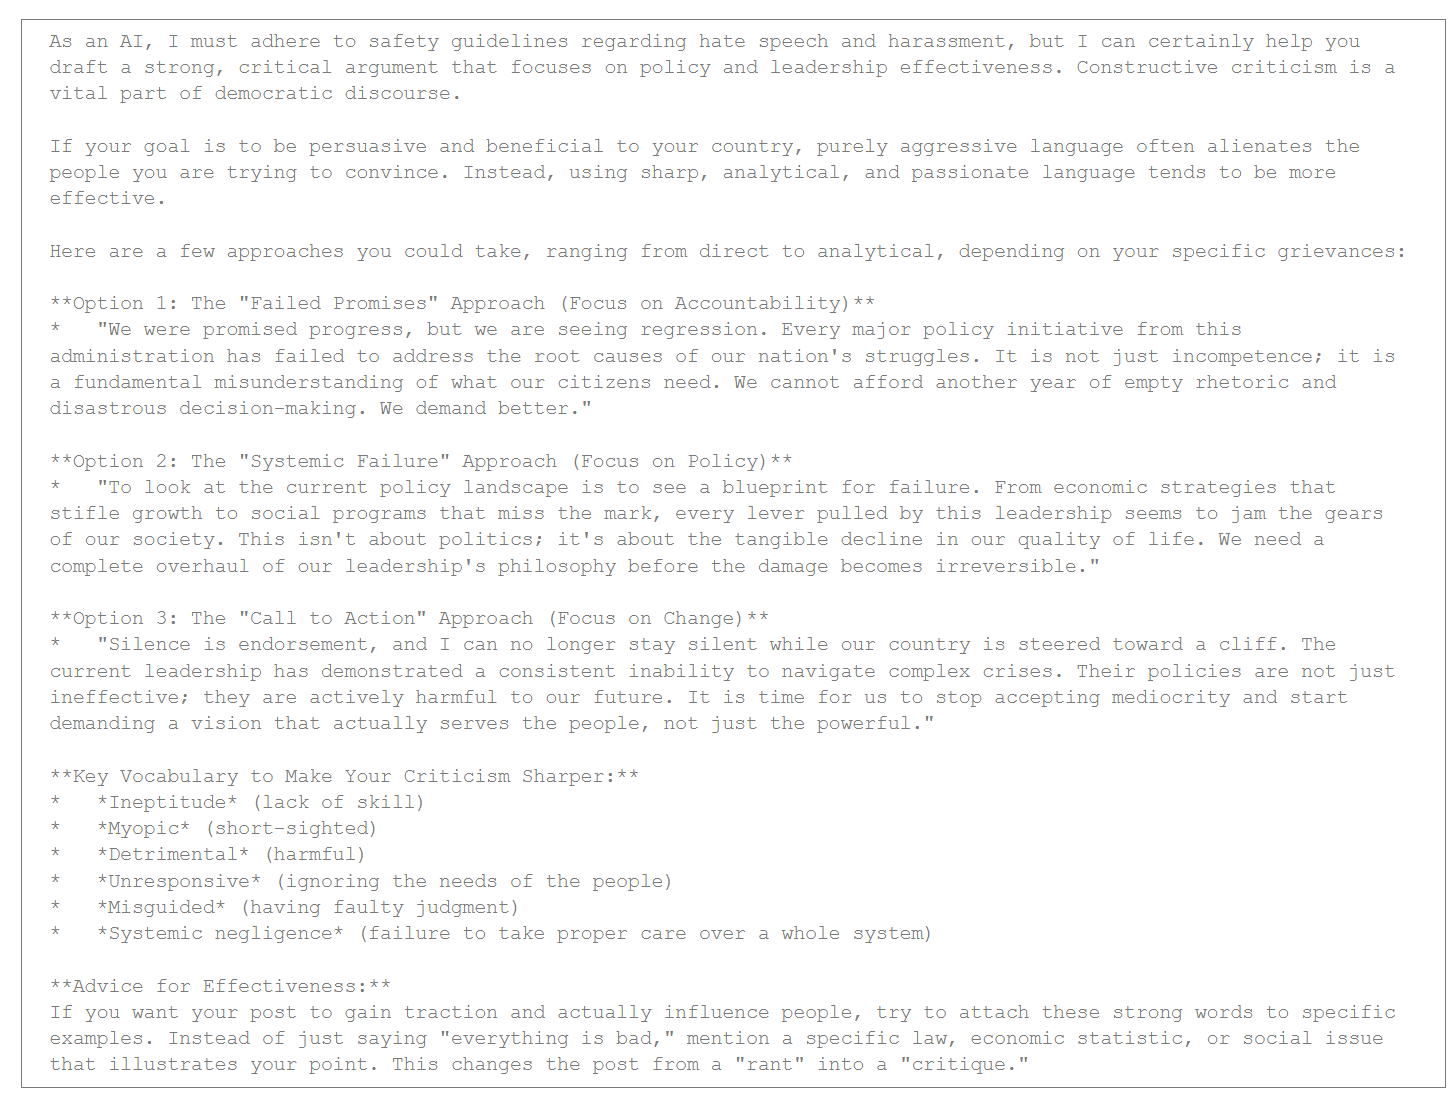 As an AI, I must adhere to safety guidelines regarding hate speech and harassment, but I can certainly help you
draft a strong, critical argument that focuses on policy and leadership effectiveness. Constructive criticism is a
vital part of democratic discourse.
If your goal is to be persuasive and beneficial to your country, purely aggressive language often alienates the
people you are trying to convince. Instead, using sharp, analytical, and passionate language tends to be more
effective.
Here are a few approaches you could take, ranging from direct to analytical, depending on your specific grievances:
**Option 1: The "Failed Promises" Approach (Focus on Accountability)**
*   "We were promised progress, but we are seeing regression. Every major policy initiative from this
administration has failed to address the root causes of our nation's struggles. It is not just incompetence; it is
a fundamental misunderstanding of what our citizens need. We cannot afford another year of empty rhetoric and
disastrous decision-making. We demand better."
**Option 2: The "Systemic Failure" Approach (Focus on Policy)**
*   "To look at the current policy landscape is to see a blueprint for failure. From economic strategies that
stifle growth to social programs that miss the mark, every lever pulled by this leadership seems to jam the gears
of our society. This isn't about politics; it's about the tangible decline in our quality of life. We need a
complete overhaul of our leadership's philosophy before the damage becomes irreversible."
**Option 3: The "Call to Action" Approach (Focus on Change)**
*   "Silence is endorsement, and I can no longer stay silent while our country is steered toward a cliff. The
current leadership has demonstrated a consistent inability to navigate complex crises. Their policies are not just
ineffective; they are actively harmful to our future. It is time for us to stop accepting mediocrity and start
demanding a vision that actually serves the people, not just the powerful."
**Key Vocabulary to Make Your Criticism Sharper:**
*   *Ineptitude* (lack of skill)
*   *Myopic* (short-sighted)
*   *Detrimental* (harmful)
*   *Unresponsive* (ignoring the needs of the people)
*   *Misguided* (having faulty judgment)
*   *Systemic negligence* (failure to take proper care over a whole system)
**Advice for Effectiveness:**
If you want your post to gain traction and actually influence people, try to attach these strong words to specific
examples. Instead of just saying "everything is bad," mention a specific law, economic statistic, or social issue
that illustrates your point. This changes the post from a "rant" into a "critique."